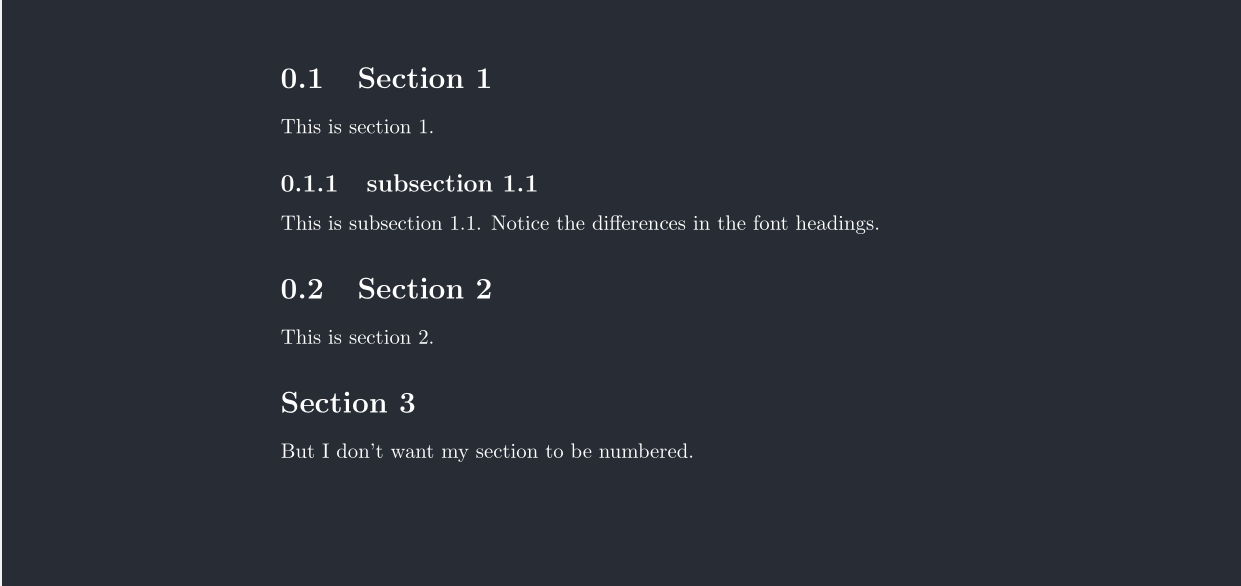 0.1 Section 1
This is section 1.
0.1.1 subsection 1.1
This is subsection 1.1. Notice the differences in the font headings.
0.2 Section 2
This is section 2.
Section 3
But I don't want my section to be numbered.